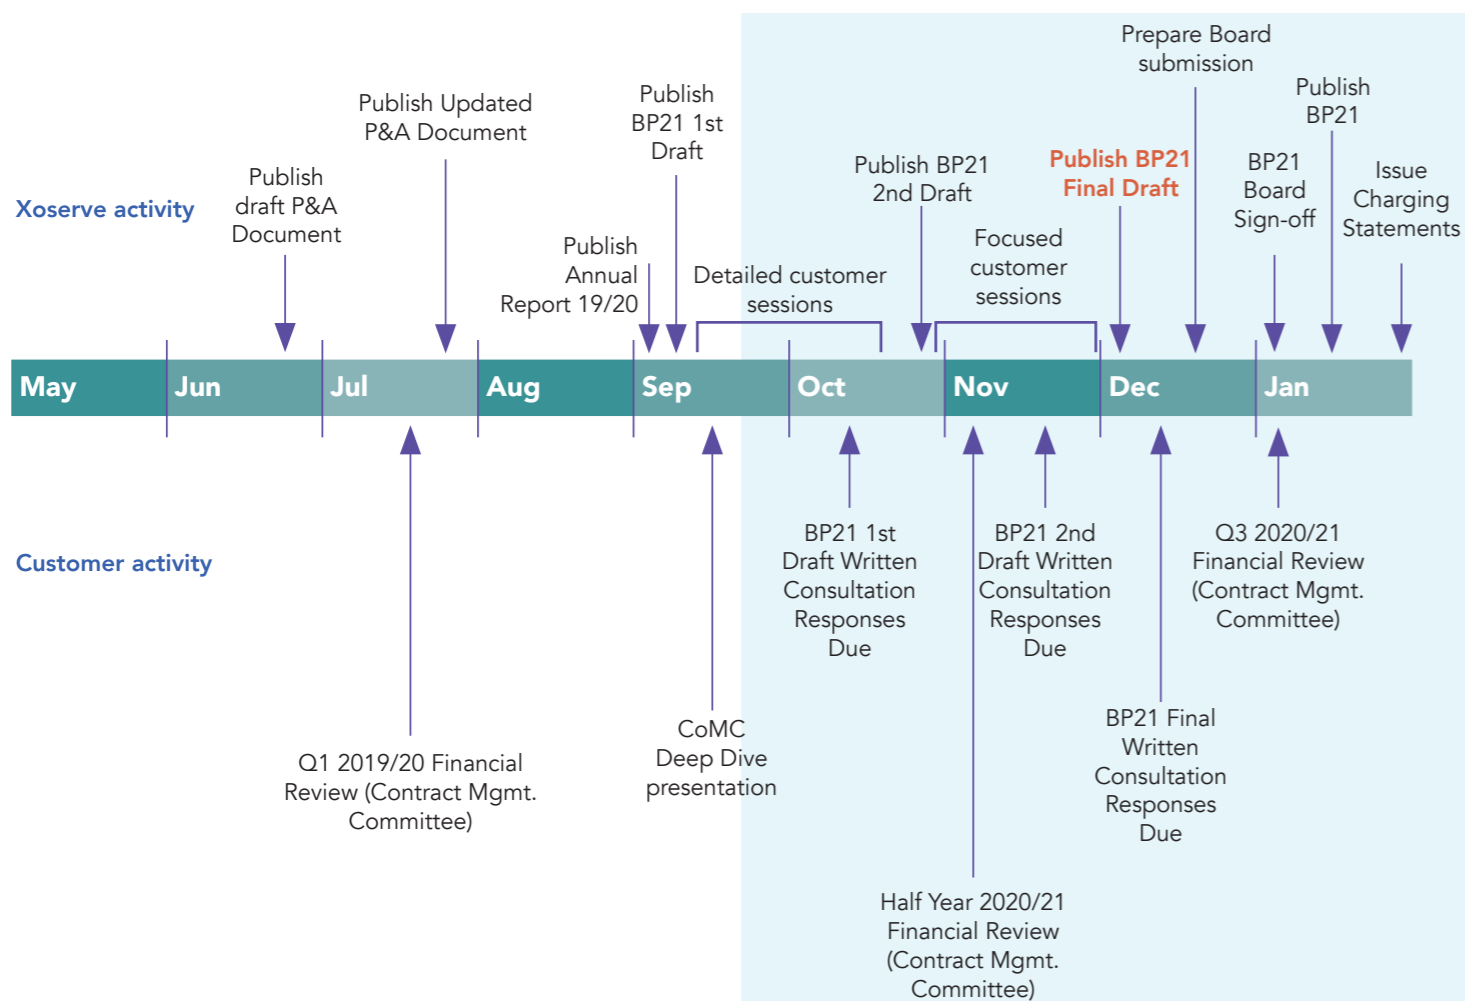 Xoserve activity
Publish
draft P&A
Document
Publish Updated
P&A Document
Publish
Annual
Report 19/20
Publish
BP21 1st
Draft
Detailed customer
sessions
Publish BP21
2nd Draft
Focused
customer
sessions
Publish BP21
Final Draft
Prepare Board
submission
BP21
Board
Sign-off
Publish
BP21
Issue
Charging
Statements
May
Jun
Jul
Aug
Sep
Oct
Nov
Dec
Jan
Customer activity
Q1 2019/20 Financial
Review (Contract Mgmt.
Committee)
CoMC
Deep Dive
presentation
BP21 1st
Draft Written
Consultation
Responses
Due
Half Year 2020/21
Financial Review
(Contract Mgmt.
Committee)
BP21 2nd
Draft Written
Consultation
Responses
Due
BP21 Final
Written
Consultation
Responses
Due
Q3 2020/21
Financial Review
(Contract Mgmt.
Committee)